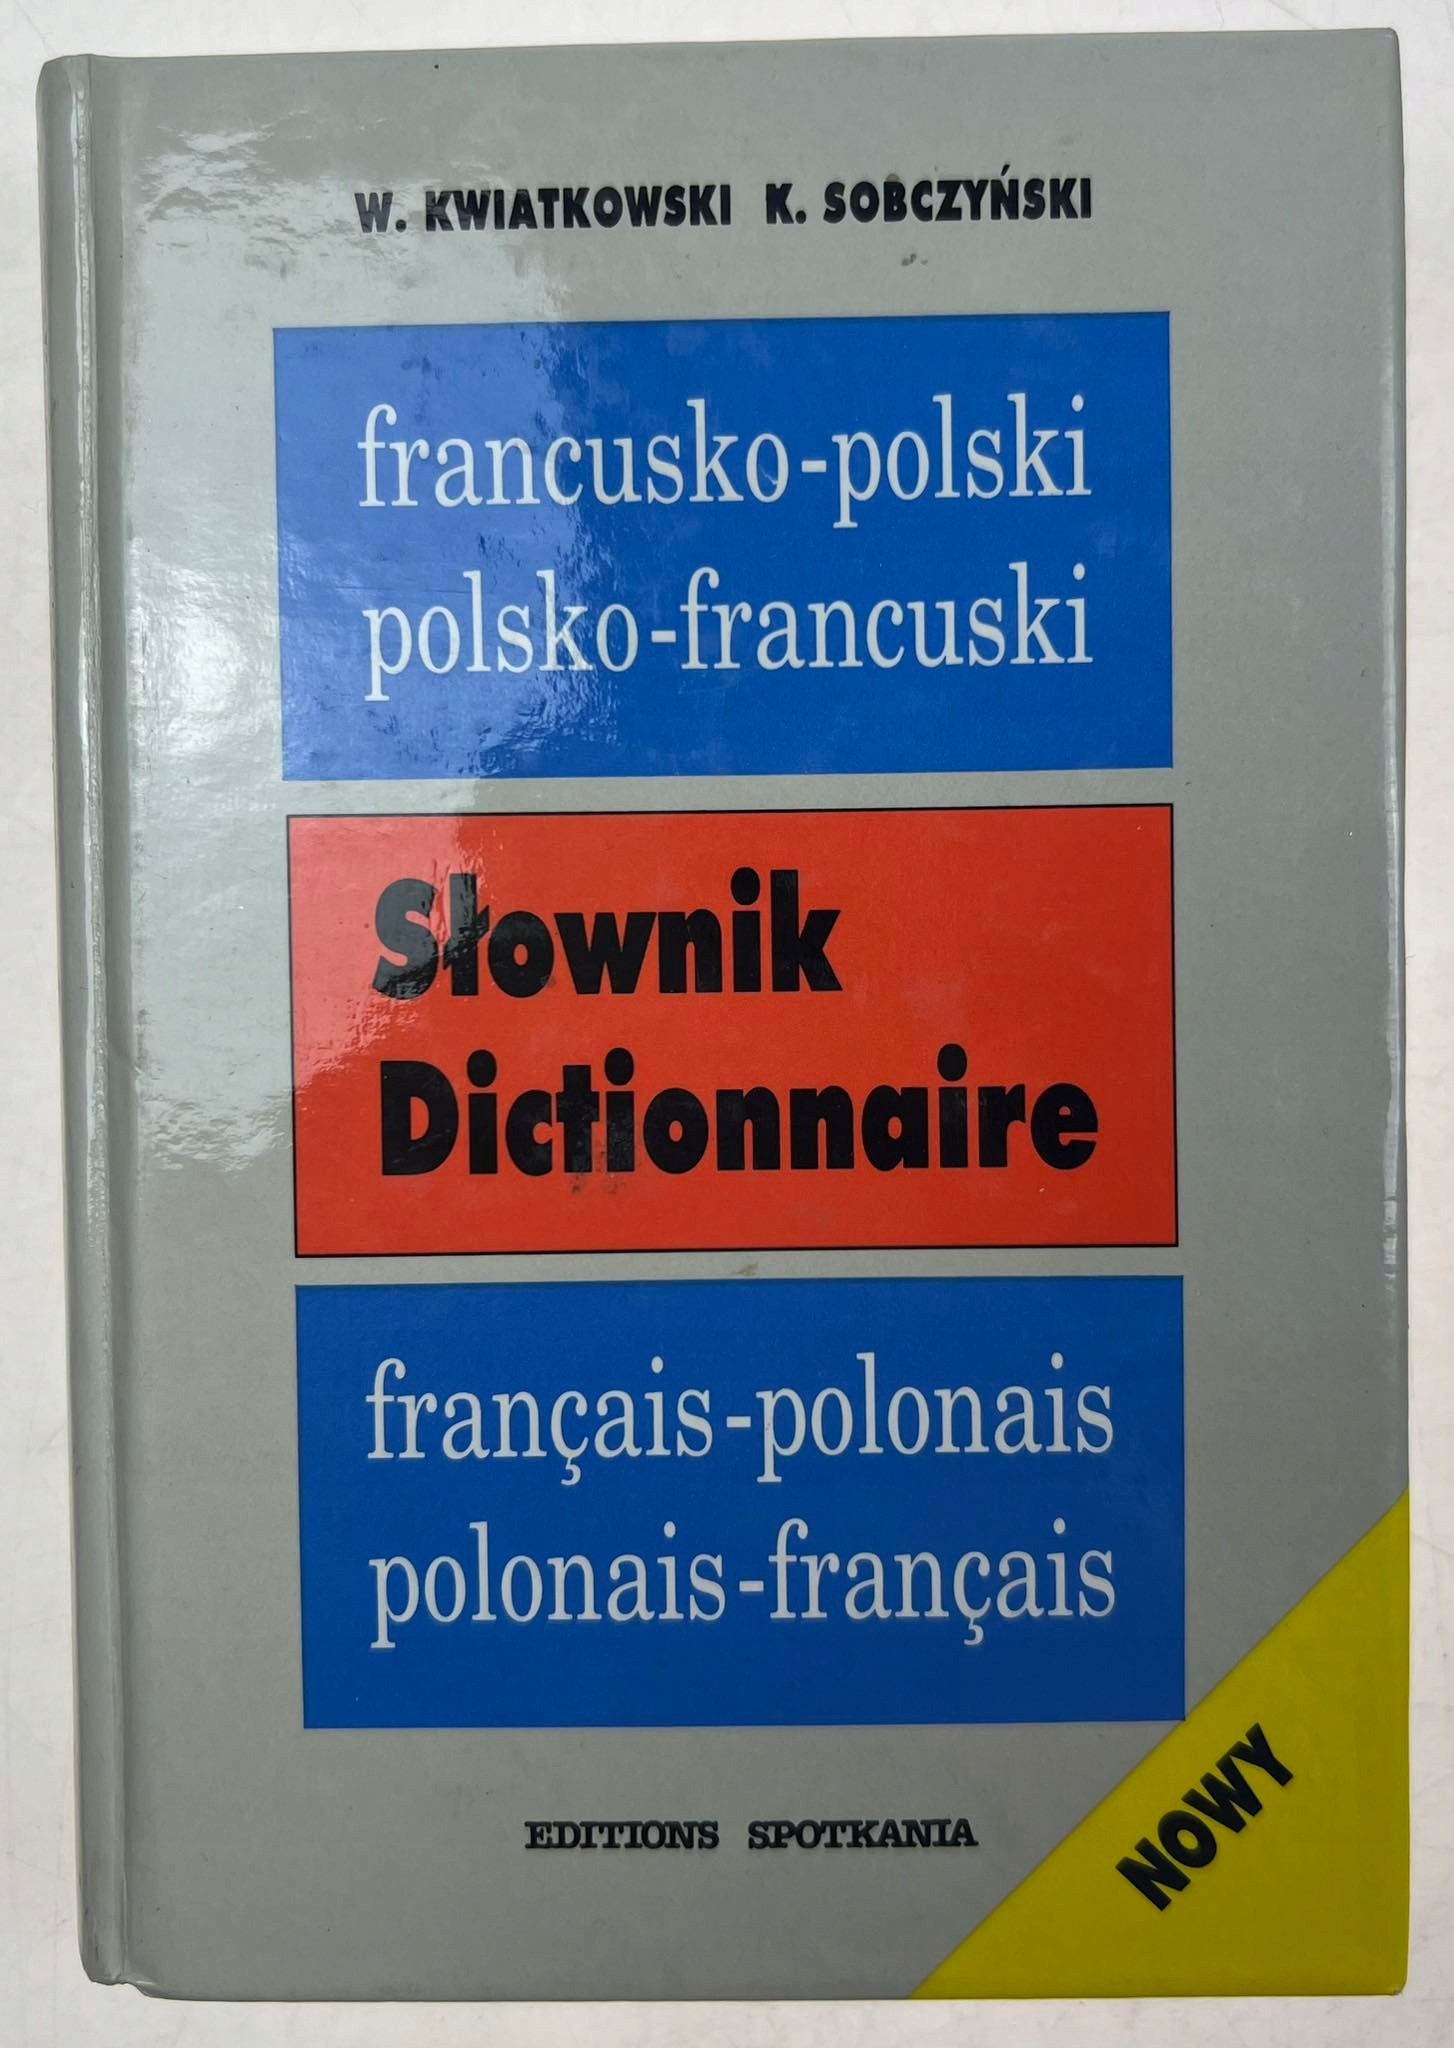 W. KWIATKOWSKI K. SOBCZYŃSKI
francusko-polski
polsko-francuski
Słownik
Dictionnaire
français-polonais
polonais-français
NOWY
EDITIONS SPOTKANIA